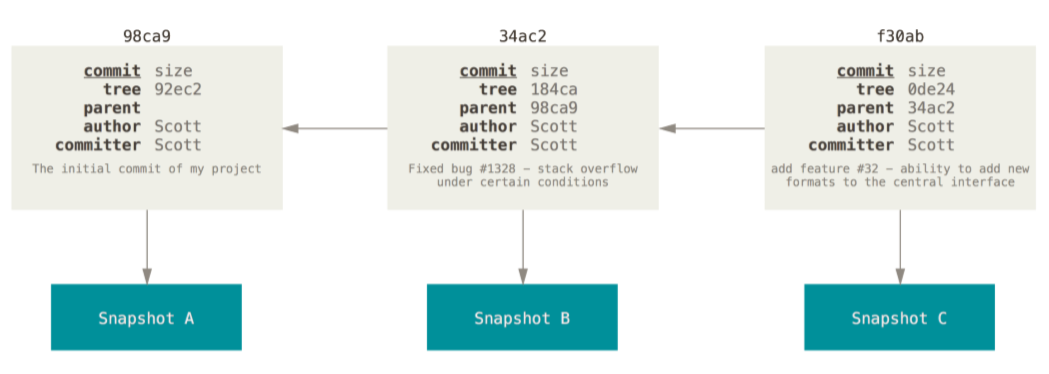 98ca9
commit size
tree 92ec2
parent
author Scott
committer Scott
The initial commit of my project
Snapshot A
34ac2
commit size
tree 184ca
parent 98ca9
author Scott
committer Scott
Fixed bug #1328 – stack overflow
under certain conditions
Snapshot B
f30ab
commit size
tree 0de24
parent 34ac2
author Scott
committer Scott
add feature #32 – ability to add new
formats to the central interface
Snapshot C